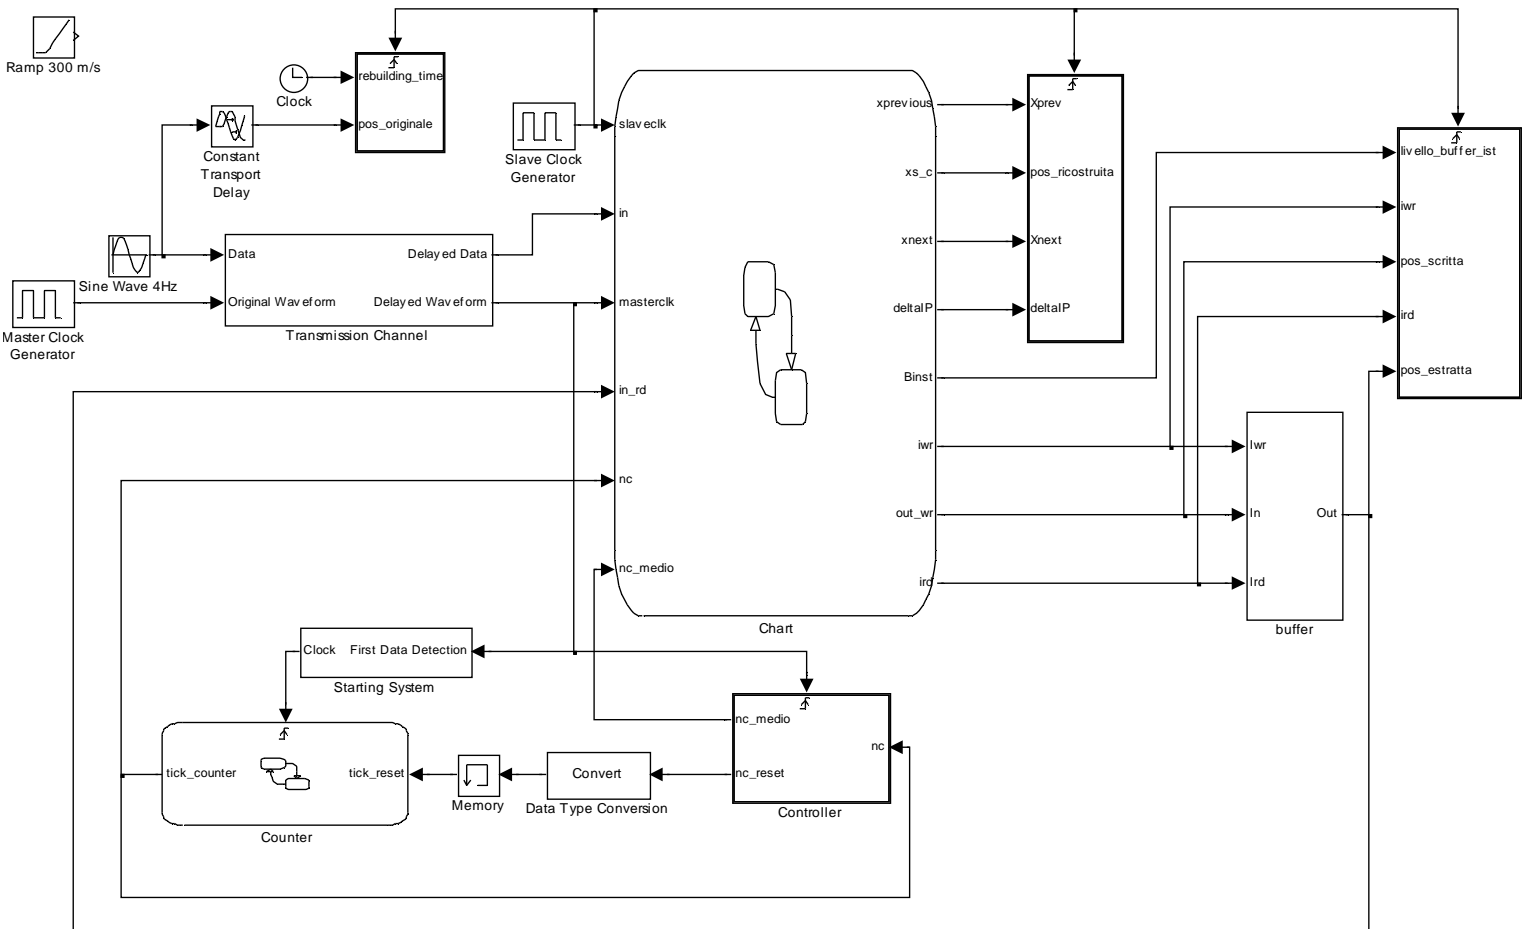 Ramp 300 m/s
Clock
rebuilding_time
pos_originale
Constant
Transport
Delay
Slave Clock
Generator
Sine Wave 4Hz
Master Clock
Generator
Data
Delayed Data
Original Waveform
Delayed Waveform
Transmission Channel
slaveclk
in
masterclk
in_rd
nc
nc_medio
xprevious
xs_c
xnext
deltaIP
Binst
iwr
out_wr
ird
Chart
Xprev
pos_ricostruita
Xnext
deltaIP
livello_buffer_ist
iwr
pos_scritta
ird
pos_estratta
Iwr
In
Out
Ird
buffer
Clock
First Data Detection
Starting System
tick_counter
tick_reset
Counter
Memory
Convert
Data Type Conversion
nc_medio
nc
nc_reset
Controller